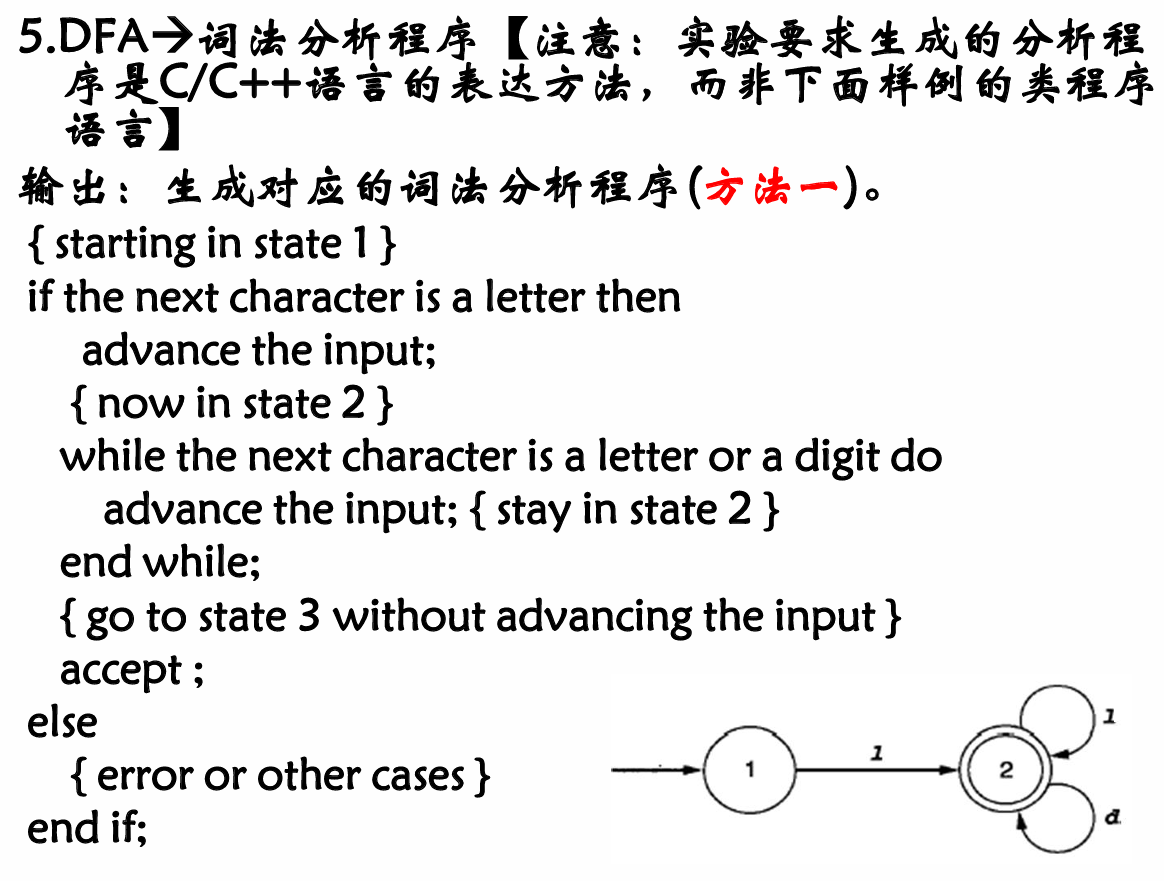 5.DFA→词法分析程序【注意：实验要求生成的分析程
序是C/C++语言的表达方法，而非下面样例的类程序
语言】
输出：生成对应的词法分析程序(方法一)。
{ starting in state 1 }
if the next character is a letter then
advance the input;
{ now in state 2 }
while the next character is a letter or a digit do
advance the input; { stay in state 2 }
end while;
{ go to state 3 without advancing the input }
accept ;
else
{ error or other cases }
end if;
1
l
2
l
d